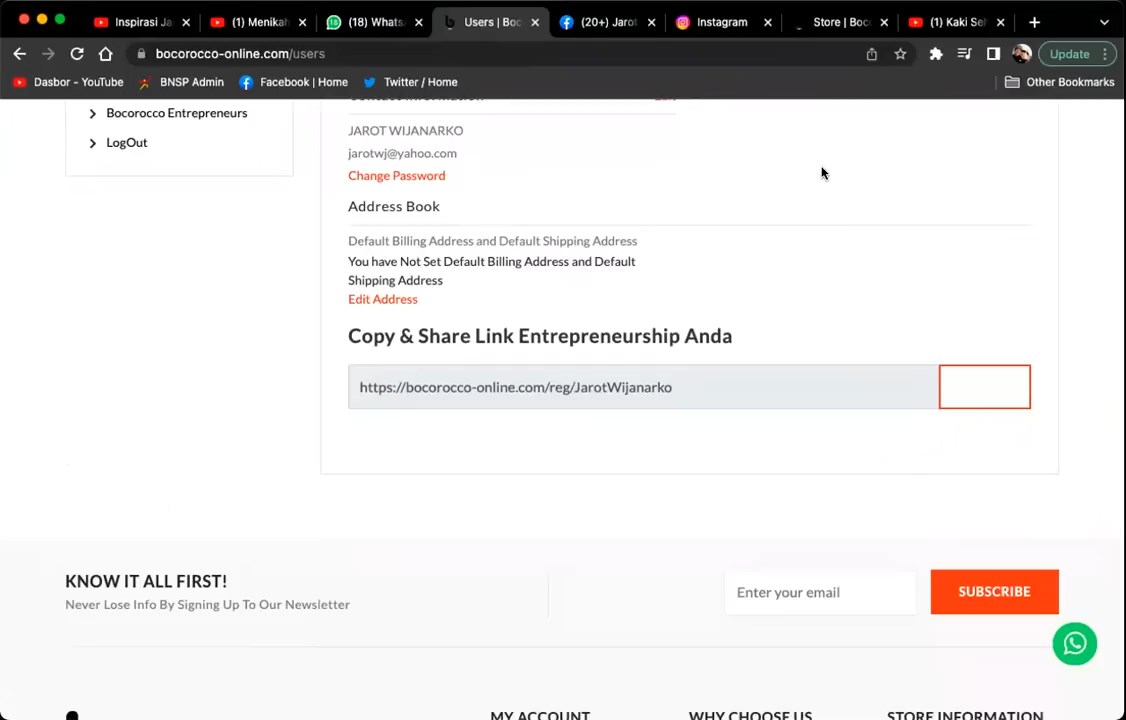 Inspirasi Ja
(1) Menikah
(18) Whats
Users | Boc
(20+) Jarot
Instagram
Store | Boc
(1) Kaki Se
bocorocco-online.com/users
Update
Dasbor - YouTube
BNSP Admin
Facebook | Home
Twitter / Home
Other Bookmarks
Bocorocco Entrepreneurs
LogOut
JAROT WIJANARKO
jarotwj@yahoo.com
Change Password
Address Book
Default Billing Address and Default Shipping Address
You have Not Set Default Billing Address and Default
Shipping Address
Edit Address
Copy & Share Link Entrepreneurship Anda
https://bocorocco-online.com/reg/JarotWijanarko
KNOW IT ALL FIRST!
Never Lose Info By Signing Up To Our Newsletter
Enter your email
SUBSCRIBE
MY ACCOUNT
WHY CHOOSE US
STORE INFORMATION